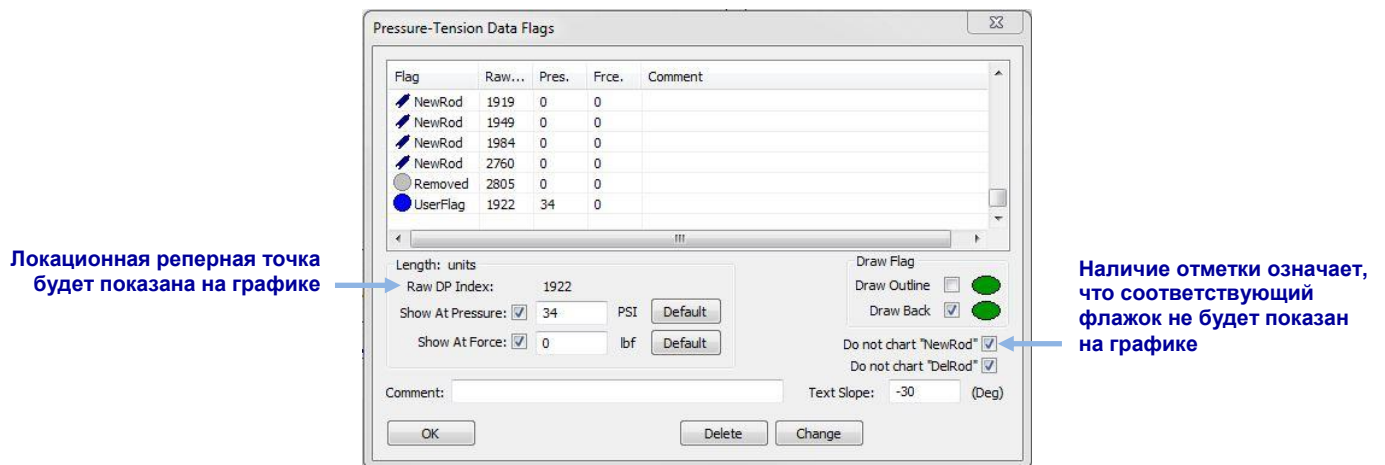 Pressure-Tension Data Flags
Flag Raw... Pres. Frce. Comment
NewRod 1919 0 0
NewRod 1949 0 0
NewRod 1984 0 0
NewRod 2760 0 0
Removed 2805 0 0
UserFlag 1922 34 0
Локационная реперная точка
будет показана на графике
Length: units
Raw DP Index: 1922
Show At Pressure: 34 PSI Default
Show At Force: 0 lbf Default
Draw Flag
Draw Outline
Draw Back
Do not chart "NewRod"
Do not chart "DelRod"
Comment:
Text Slope: -30 (Deg)
OK Delete Change
Наличие отметки означает,
что соответствующий
флажок не будет показан
на графике